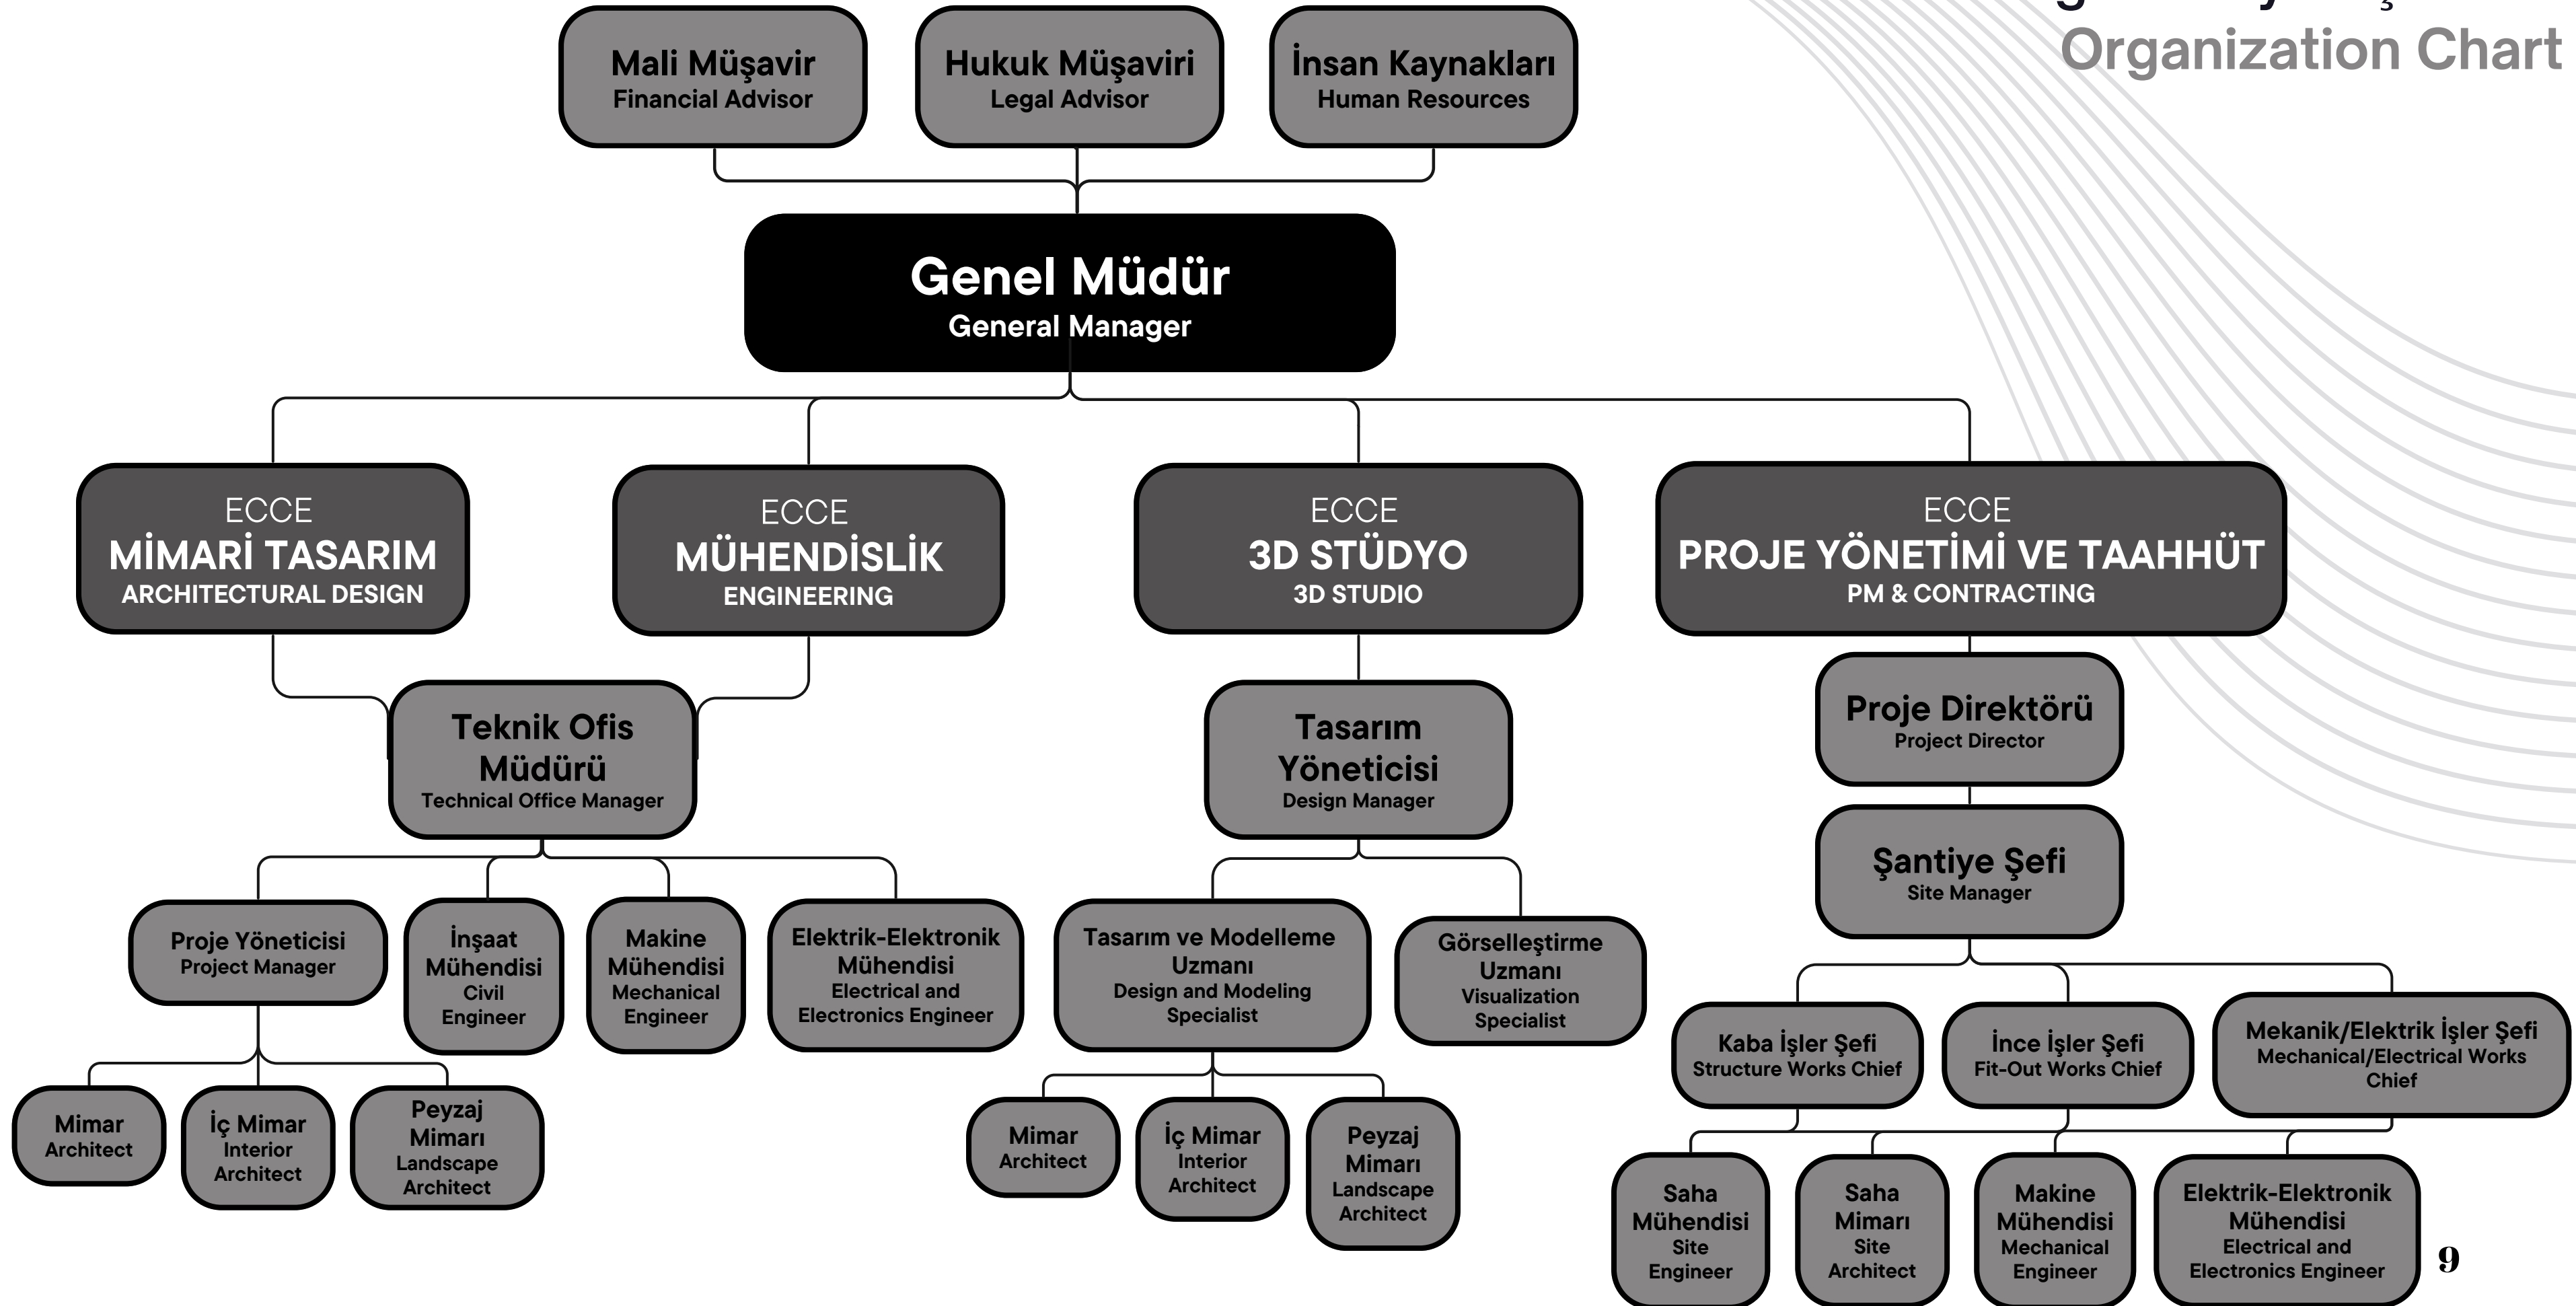 Organization Chart
Mali Müşavir
Financial Advisor
Hukuk Müşaviri
Legal Advisor
İnsan Kaynakları
Human Resources
Genel Müdür
General Manager
ECCE
MİMARİ TASARIM
ARCHITECTURAL DESIGN
ECCE
MÜHENDİSLİK
ENGINEERING
ECCE
3D STÜDYO
3D STUDIO
ECCE
PROJE YÖNETİMİ VE TAAHHÜT
PM & CONTRACTING
Teknik Ofis
Müdürü
Technical Office Manager
Tasarım
Yöneticisi
Design Manager
Proje Direktörü
Project Director
Şantiye Şefi
Site Manager
Proje Yöneticisi
Project Manager
İnşaat
Mühendisi
Civil
Engineer
Makine
Mühendisi
Mechanical
Engineer
Elektrik-Elektronik
Mühendisi
Electrical and
Electronics Engineer
Tasarım ve Modelleme
Uzmanı
Design and Modeling
Specialist
Görselleştirme
Uzmanı
Visualization
Specialist
Kaba İşler Şefi
Structure Works Chief
İnce İşler Şefi
Fit-Out Works Chief
Mekanik/Elektrik İşler Şefi
Mechanical/Electrical Works
Chief
Mimar
Architect
İç Mimar
Interior
Architect
Peyzaj
Mimarı
Landscape
Architect
Mimar
Architect
İç Mimar
Interior
Architect
Peyzaj
Mimarı
Landscape
Architect
Saha
Mühendisi
Site
Engineer
Saha
Mimarı
Site
Architect
Makine
Mühendisi
Mechanical
Engineer
Elektrik-Elektronik
Mühendisi
Electrical and
Electronics Engineer
9